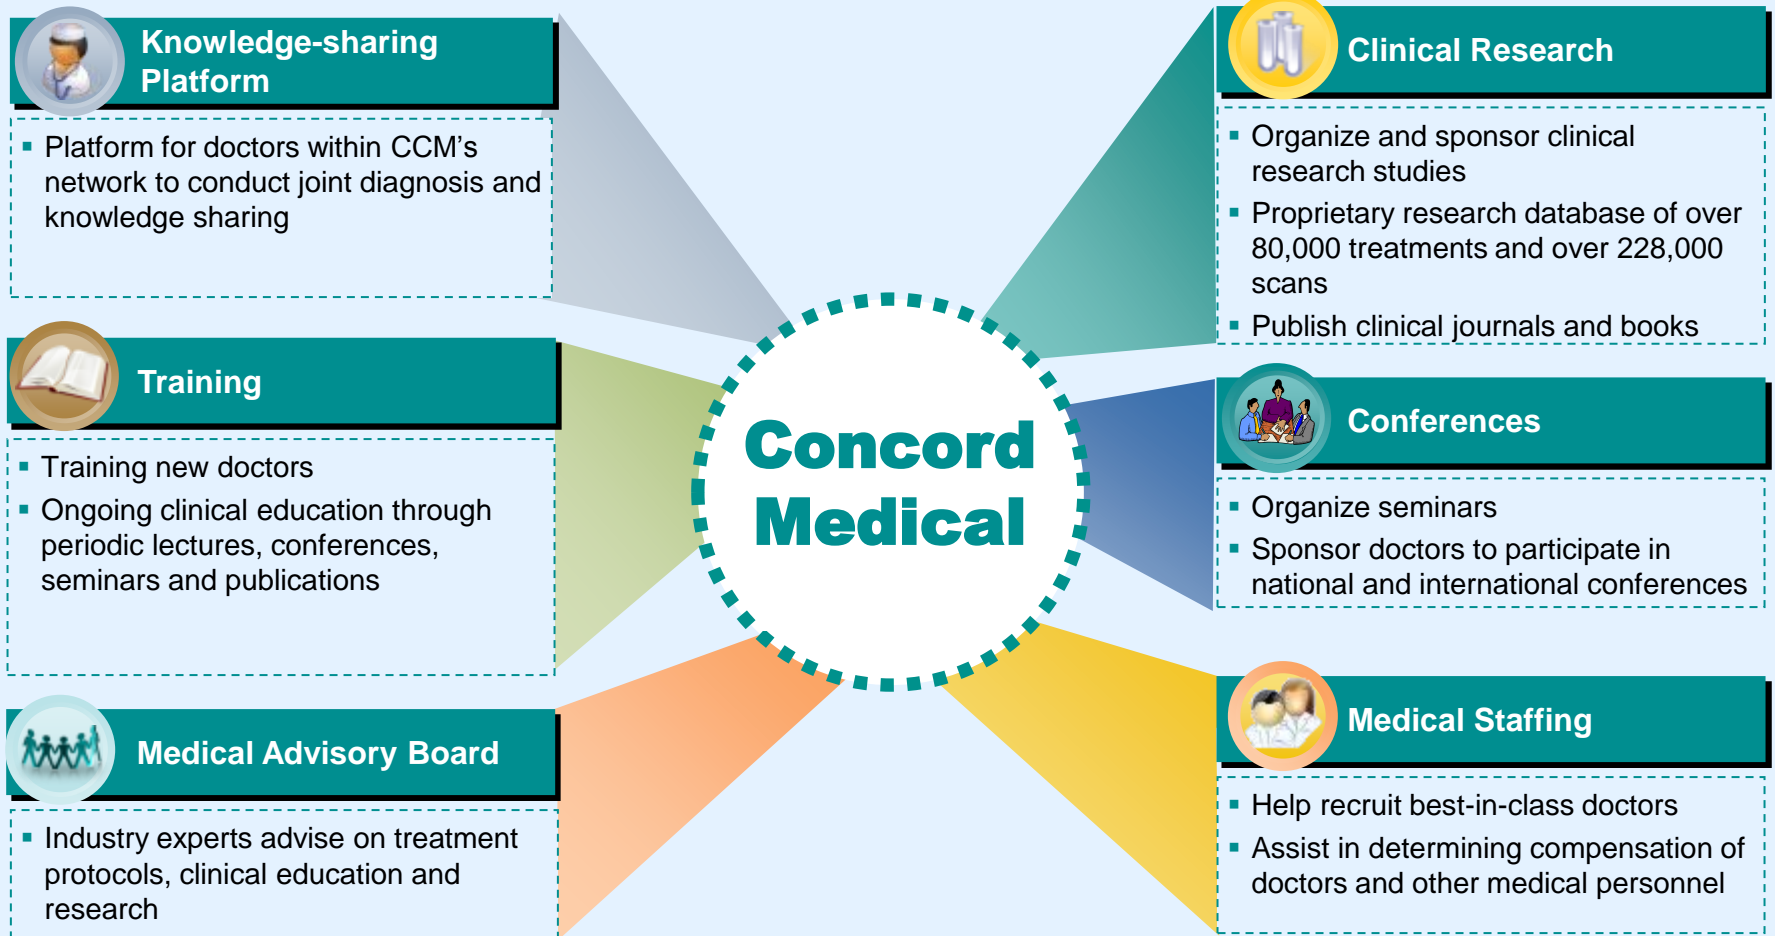 Knowledge-sharing
Platform
Platform for doctors within CCM’s
network to conduct joint diagnosis and
knowledge sharing
Training
Training new doctors
Ongoing clinical education through
periodic lectures, conferences,
seminars and publications
Medical Advisory Board
Industry experts advise on treatment
protocols, clinical education and
research
Concord
Medical
Clinical Research
Organize and sponsor clinical
research studies
Proprietary research database of over
80,000 treatments and over 228,000
scans
Publish clinical journals and books
Conferences
Organize seminars
Sponsor doctors to participate in
national and international conferences
Medical Staffing
Help recruit best-in-class doctors
Assist in determining compensation of
doctors and other medical personnel